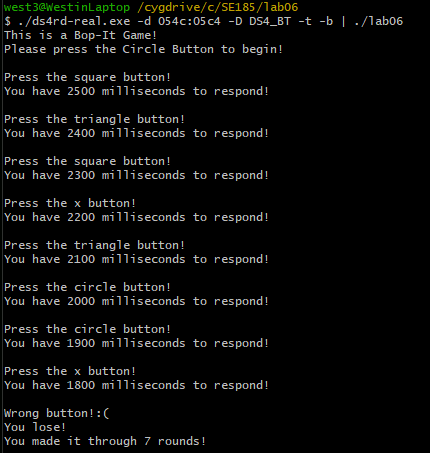 west3@WestinLaptop /cygdrive/c/SE185/lab06
$ ./ds4rd-real.exe -d 054c:05c4 -D DS4_BT -t -b | ./lab06
This is a Bop-It Game!
Please press the Circle Button to begin!
Press the square button!
You have 2500 milliseconds to respond!
Press the triangle button!
You have 2400 milliseconds to respond!
Press the square button!
You have 2300 milliseconds to respond!
Press the x button!
You have 2200 milliseconds to respond!
Press the triangle button!
You have 2100 milliseconds to respond!
Press the circle button!
You have 2000 milliseconds to respond!
Press the circle button!
You have 1900 milliseconds to respond!
Press the x button!
You have 1800 milliseconds to respond!
Wrong button!:(
You lose!
You made it through 7 rounds!